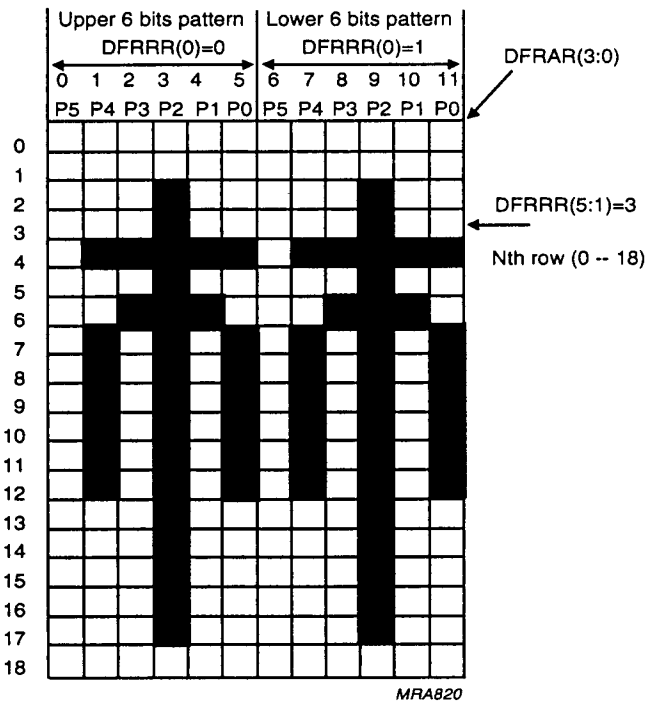 Upper 6 bits pattern Lower 6 bits pattern
DFRRR(0)=0 DFRRR(0)=1
DFRAR(3:0)
0 1 2 3 4 5 6 7 8 9 10 11
P5 P4 P3 P2 P1 P0 P5 P4 P3 P2 P1 P0
0
1
2
DFRRR(5:1)=3
3
Nth row (0 -- 18)
4
5
6
7
8
9
10
11
12
13
14
15
16
17
18
MRA820